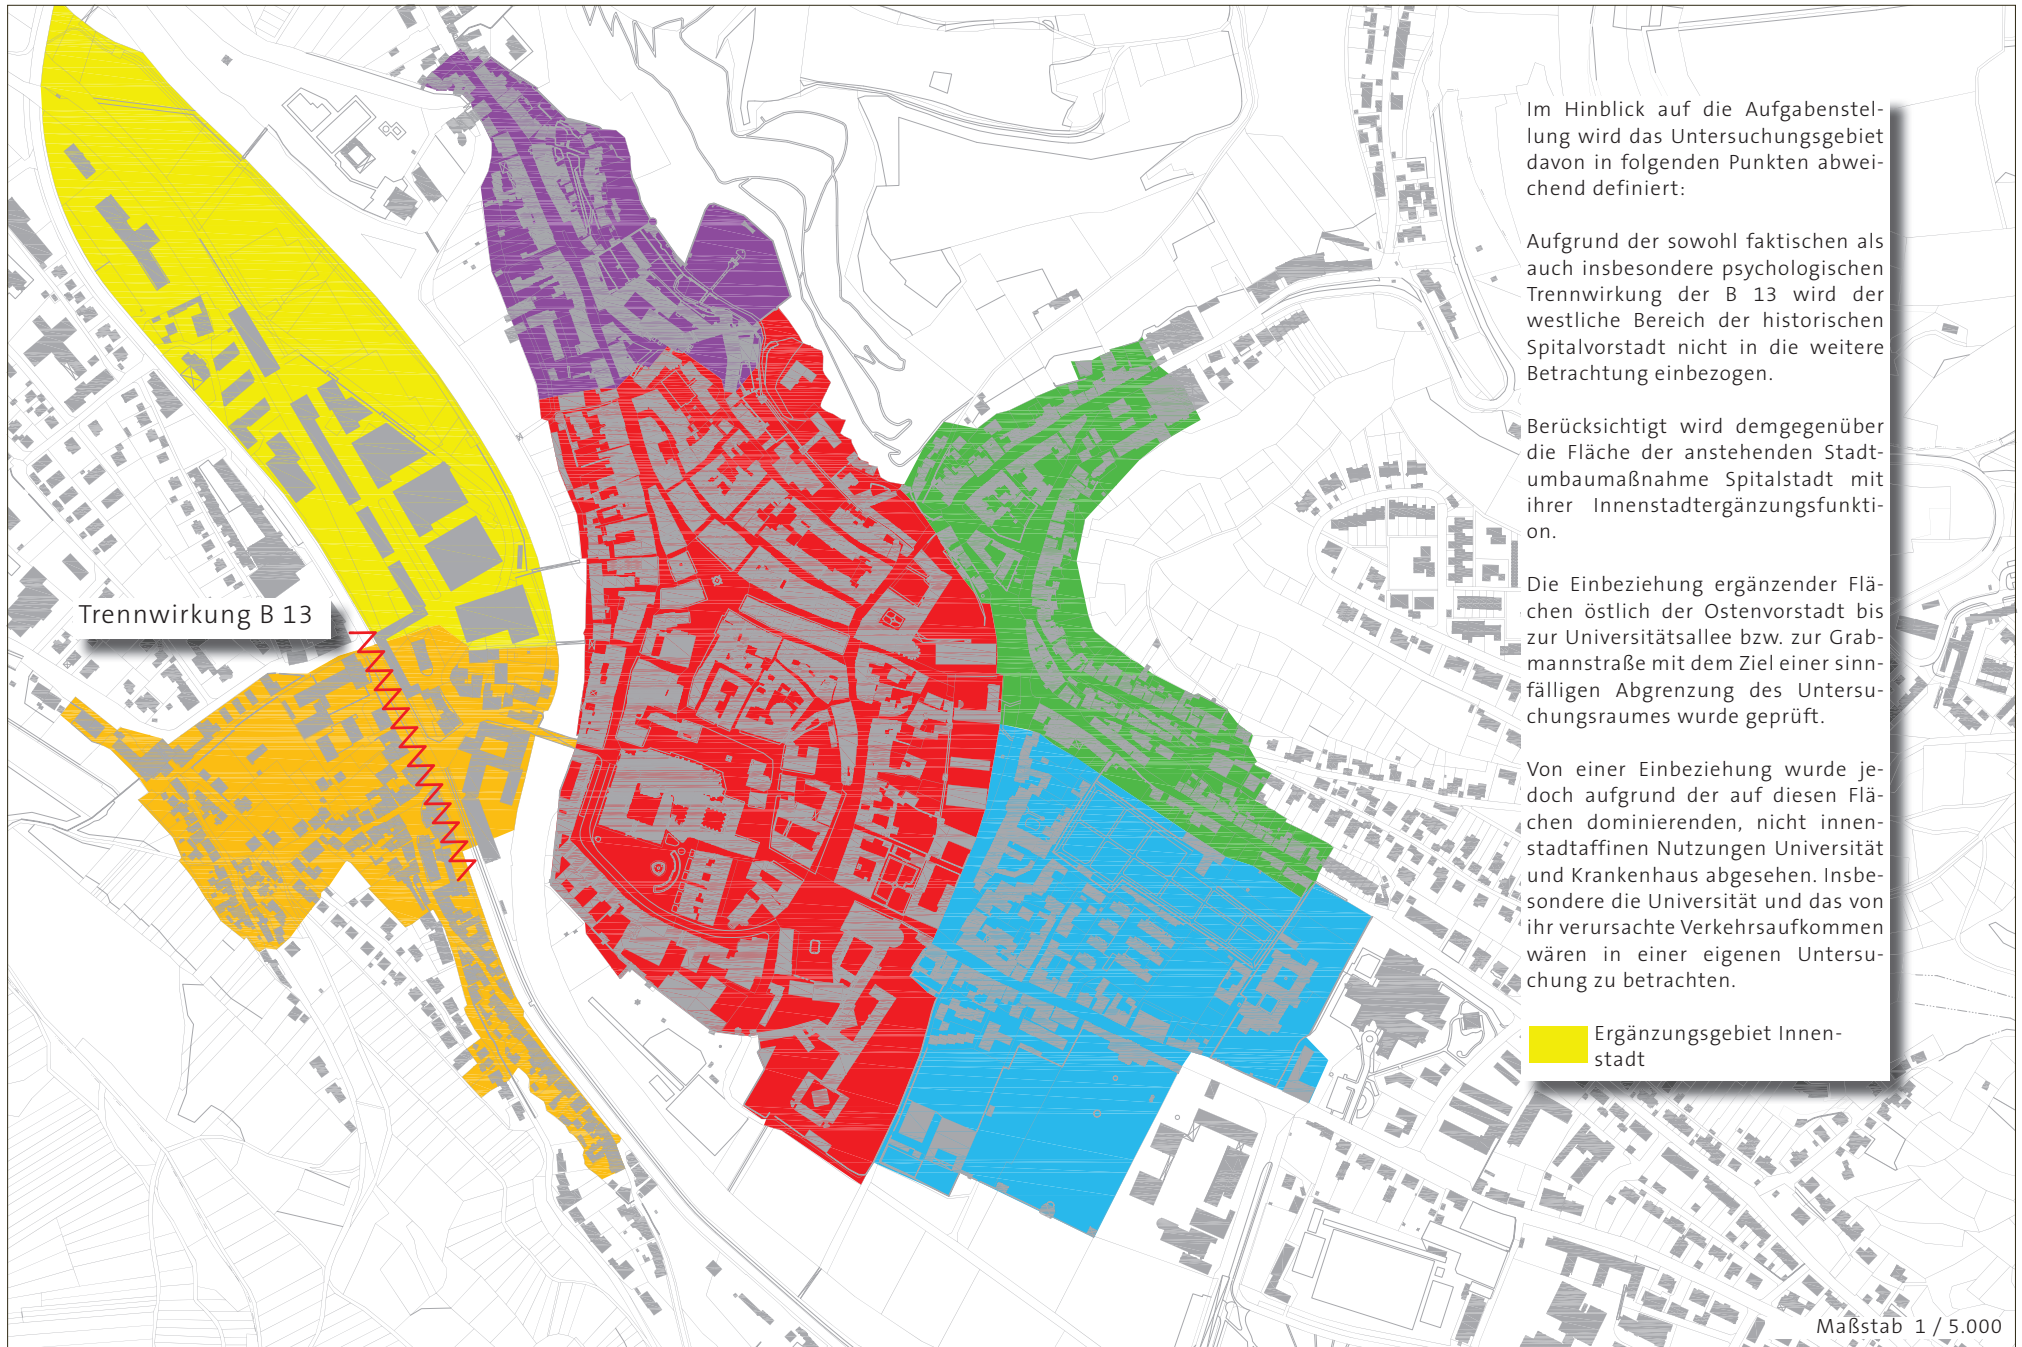 Im Hinblick auf die Aufgabenstel-
lung wird das Untersuchungsgebiet
davon in folgenden Punkten abwei-
chend definiert:
Aufgrund der sowohl faktischen als
auch insbesondere psychologischen
Trennwirkung der B 13 wird der
westliche Bereich der historischen
Spitalvorstadt nicht in die weitere
Betrachtung einbezogen.
Berücksichtigt wird demgegenüber
die Fläche der anstehenden Stadt-
umbaumaßnahme Spitalstadt mit
ihrer Innenstadtergänzungsfunkti-
on.
Die Einbeziehung ergänzender Flä-
chen östlich der Ostenvorstadt bis
zur Universitätsallee bzw. zur Grab-
mannstraße mit dem Ziel einer sinn-
fälligen Abgrenzung des Untersu-
chungsraumes wurde geprüft.
Von einer Einbeziehung wurde je-
doch aufgrund der auf diesen Flä-
chen dominierenden, nicht innen-
stadtaffinen Nutzungen Universität
und Krankenhaus abgesehen. Insbe-
sondere die Universität und das von
ihr verursachte Verkehrsaufkommen
wären in einer eigenen Untersu-
chung zu betrachten.
Ergänzungsgebiet Innen-
stadt
Trennwirkung B 13
Maßstab 1 / 5.000